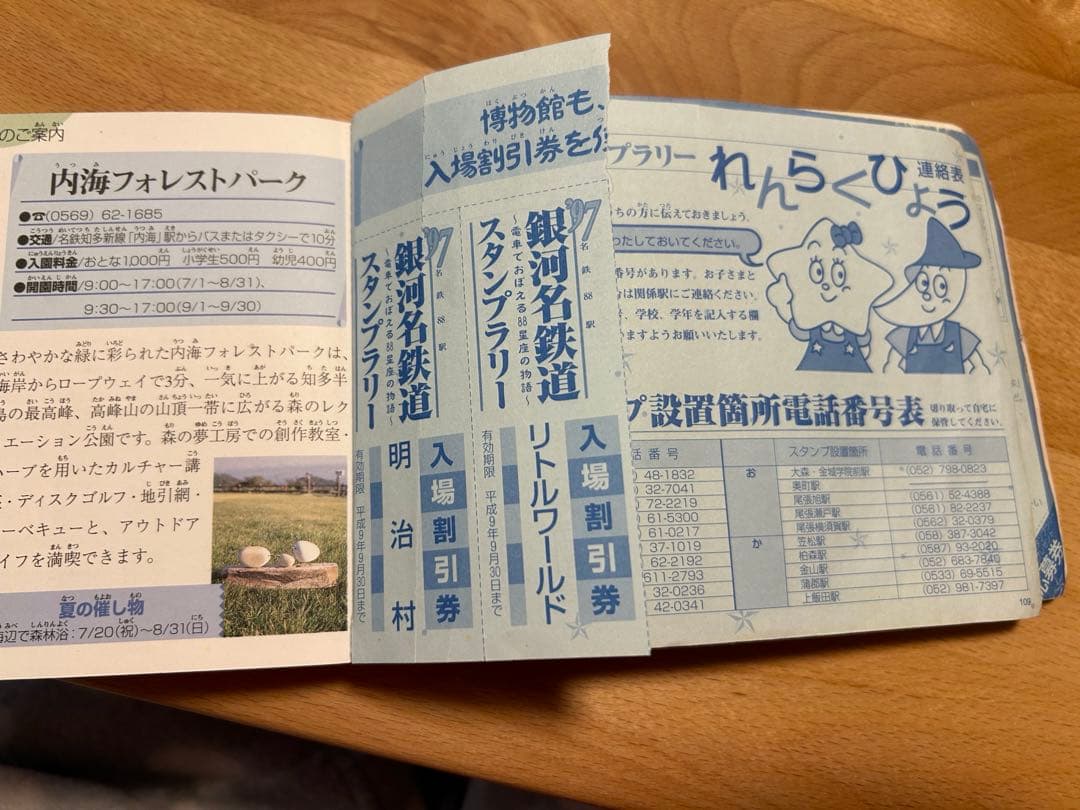 のご案内
内海フォレストパーク
●☎(0569) 62-1685
●交通/名鉄知多新線「内海」駅からバスまたはタクシーで10分
●入園料金/おとな1,000円 小学生500円 幼児400円
●開園時間/9:00〜17:00(7/1〜8/31)、
9:30〜17:00(9/1〜9/30)
さわやかな緑に彩られた内海フォレストパークは、
海岸からロープウェイで3分、一気に上がる知多半
島の最高峰、高峰山の山頂一帯に広がる森のレク
エーション公園です。森の夢工房での創作教室・
ハーブを用いたカルチャー講
・ディスクゴルフ・地引網・
ーベキューと、アウトドア
イフを満喫できます。
夏の催し物
海辺で森林浴:7/20(祝)〜8/31(日)
博物館も、
入場割引券を
'97
名鉄88駅
銀河名鉄道
〜電車でおぼえる88星座の物語〜
スタンプラリー
入場割引券
リトルワールド
有効期限 平成9年9月30日まで
'97
名鉄88駅
銀河名鉄道
〜電車でおぼえる88星座の物語〜
スタンプラリー
入場割引券
明治村
有効期限 平成9年9月30日まで
プラリー
れんらくひょう
連絡表
ちの方に伝えておきましょう。
ったしておいてください。
番号があります。お子さまと
は関係駅にご連絡ください。
、学校、学年を記入する欄
いますようお願いいたします。
プ設置箇所電話番号表
切り取って自宅に
保管してください。
話番号 スタンプ設置箇所 電話番号
48-1832 お 大森・金城学院前駅 (052) 798-0823
32-7041 奥町駅
72-2219 尾張旭駅 (0561) 52-4388
61-5300 尾張瀬戸駅 (0561) 82-2237
61-0217 尾張横須賀駅 (0562) 32-0379
37-1019 か 笠松駅 (058) 387-3042
62-2192 柏森駅 (0587) 93-2020
611-2793 金山駅 (052) 683-7840
32-0236 蒲郡駅 (0533) 69-5515
42-0341 上飯田駅 (052) 981-7397
109
募券